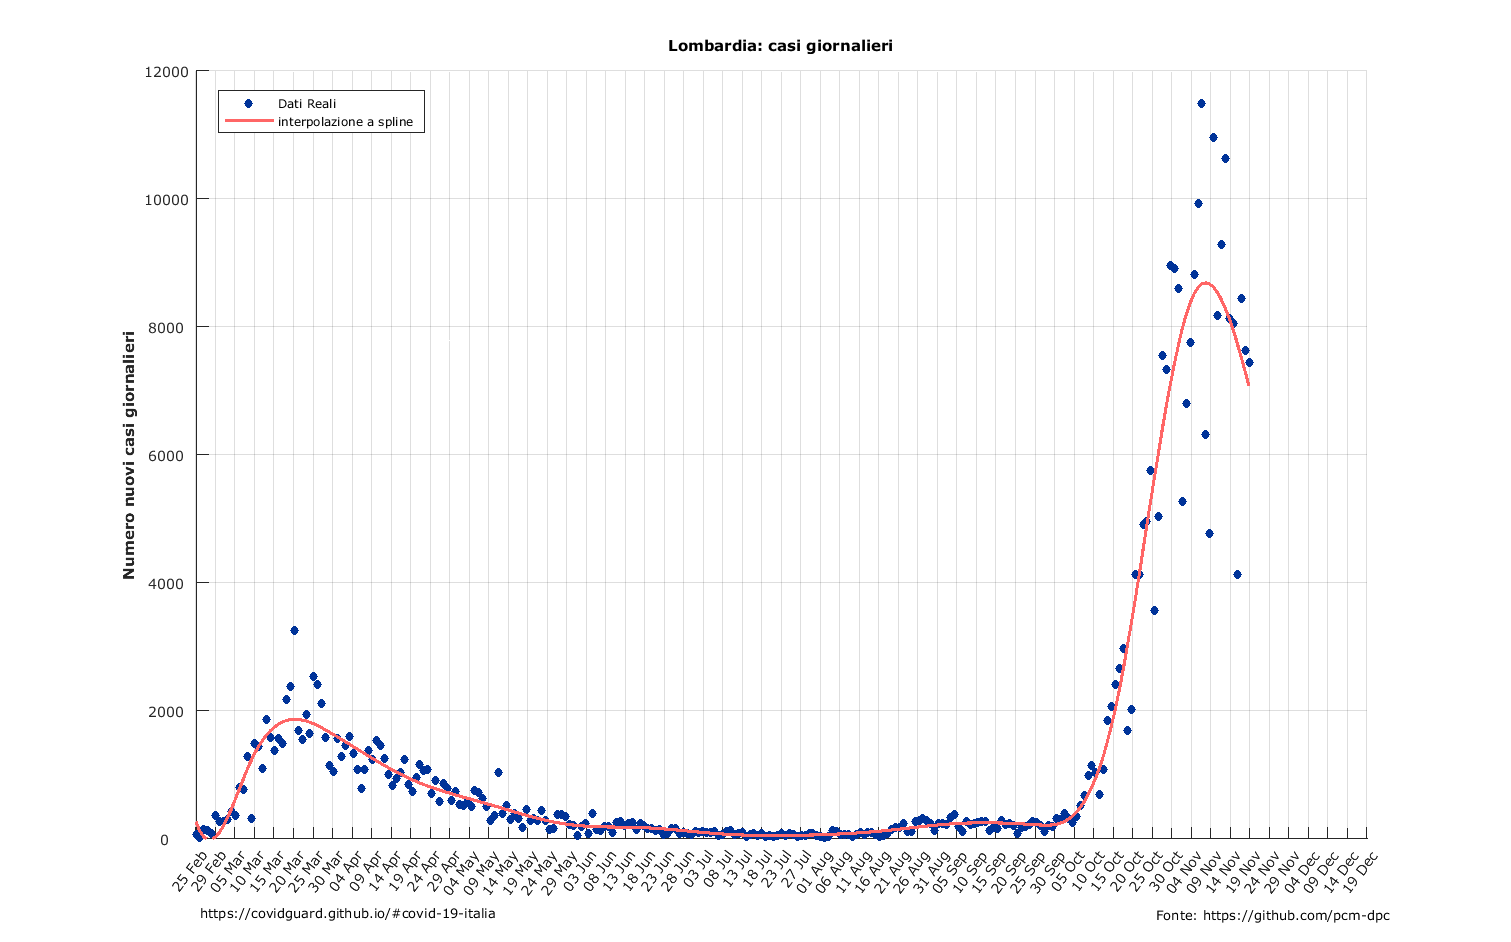 Lombardia: casi giornalieri
12000
10000
8000
6000
4000
2000
0
Numero nuovi casi giornalieri
Dati Reali
interpolazione a spline
25 Feb
29 Feb
05 Mar
10 Mar
15 Mar
20 Mar
25 Mar
30 Mar
04 Apr
09 Apr
14 Apr
19 Apr
24 Apr
29 Apr
04 May
09 May
14 May
19 May
24 May
29 May
03 Jun
08 Jun
13 Jun
18 Jun
23 Jun
28 Jun
03 Jul
08 Jul
13 Jul
18 Jul
23 Jul
27 Jul
01 Aug
06 Aug
11 Aug
16 Aug
21 Aug
26 Aug
31 Aug
05 Sep
10 Sep
15 Sep
20 Sep
25 Sep
30 Sep
05 Oct
10 Oct
15 Oct
20 Oct
25 Oct
30 Oct
04 Nov
09 Nov
14 Nov
19 Nov
24 Nov
29 Nov
04 Dec
09 Dec
14 Dec
19 Dec
https://covidguard.github.io/#covid-19-italia
Fonte: https://github.com/pcm-dpc